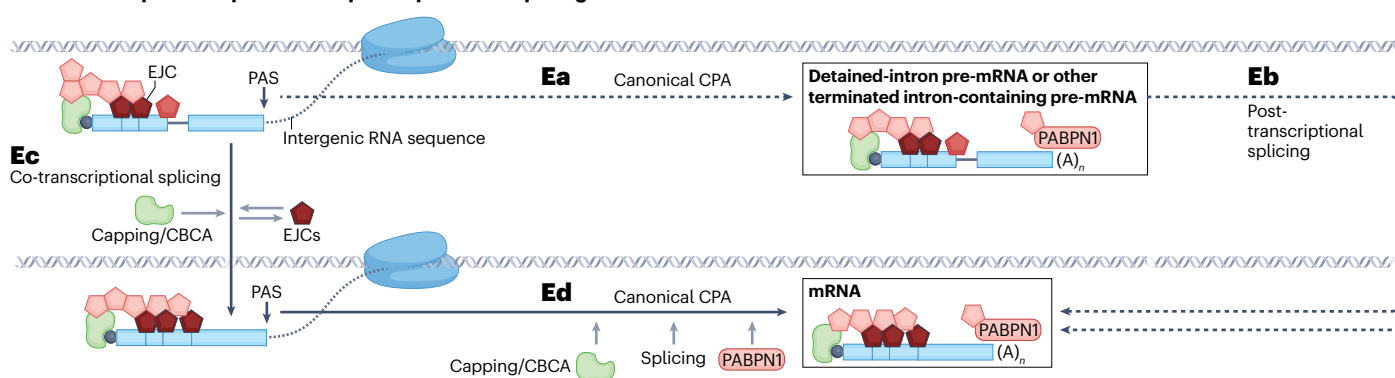 EJC
PAS
Ea
Canonical CPA
Detained-intron pre-mRNA or other
terminated intron-containing pre-mRNA
PABPN1
(A)n
Eb
Post-
transcriptional
splicing
Intergenic RNA sequence
Ec
Co-transcriptional splicing
Capping/CBCA
EJCs
PAS
Ed
Canonical CPA
Capping/CBCA
Splicing
PABPN1
mRNA
PABPN1
(A)n